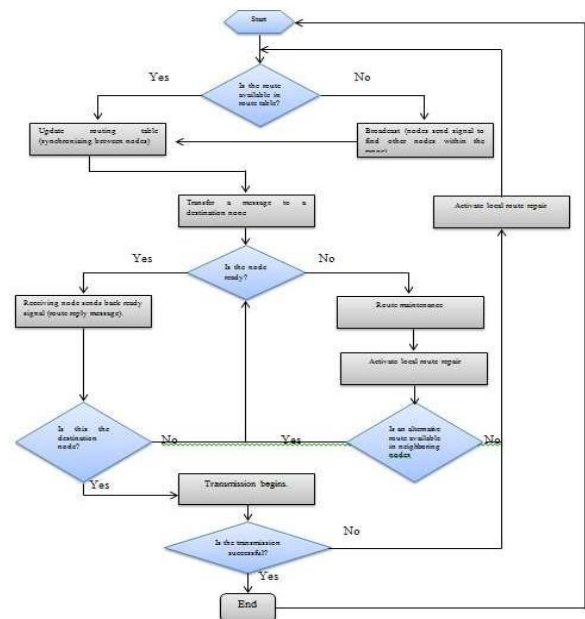 Start
Yes
No
Is the route
available in
route table?
Update routing table
(synchronizing between nodes)
Broadcast (nodes send signal to
find other nodes within the
Transfer a message to a
destination node
Activate local route repair
Yes
No
Is the node
ready?
Receiving node sends back ready
signal (route reply message).
Route maintenance
Activate local route repair
Is this the
destination
node?
No
Yes
Is an alternative
route available
in neighboring
nodes
No
Yes
Transmission begins.
No
Is the transmission
successful?
Yes
End